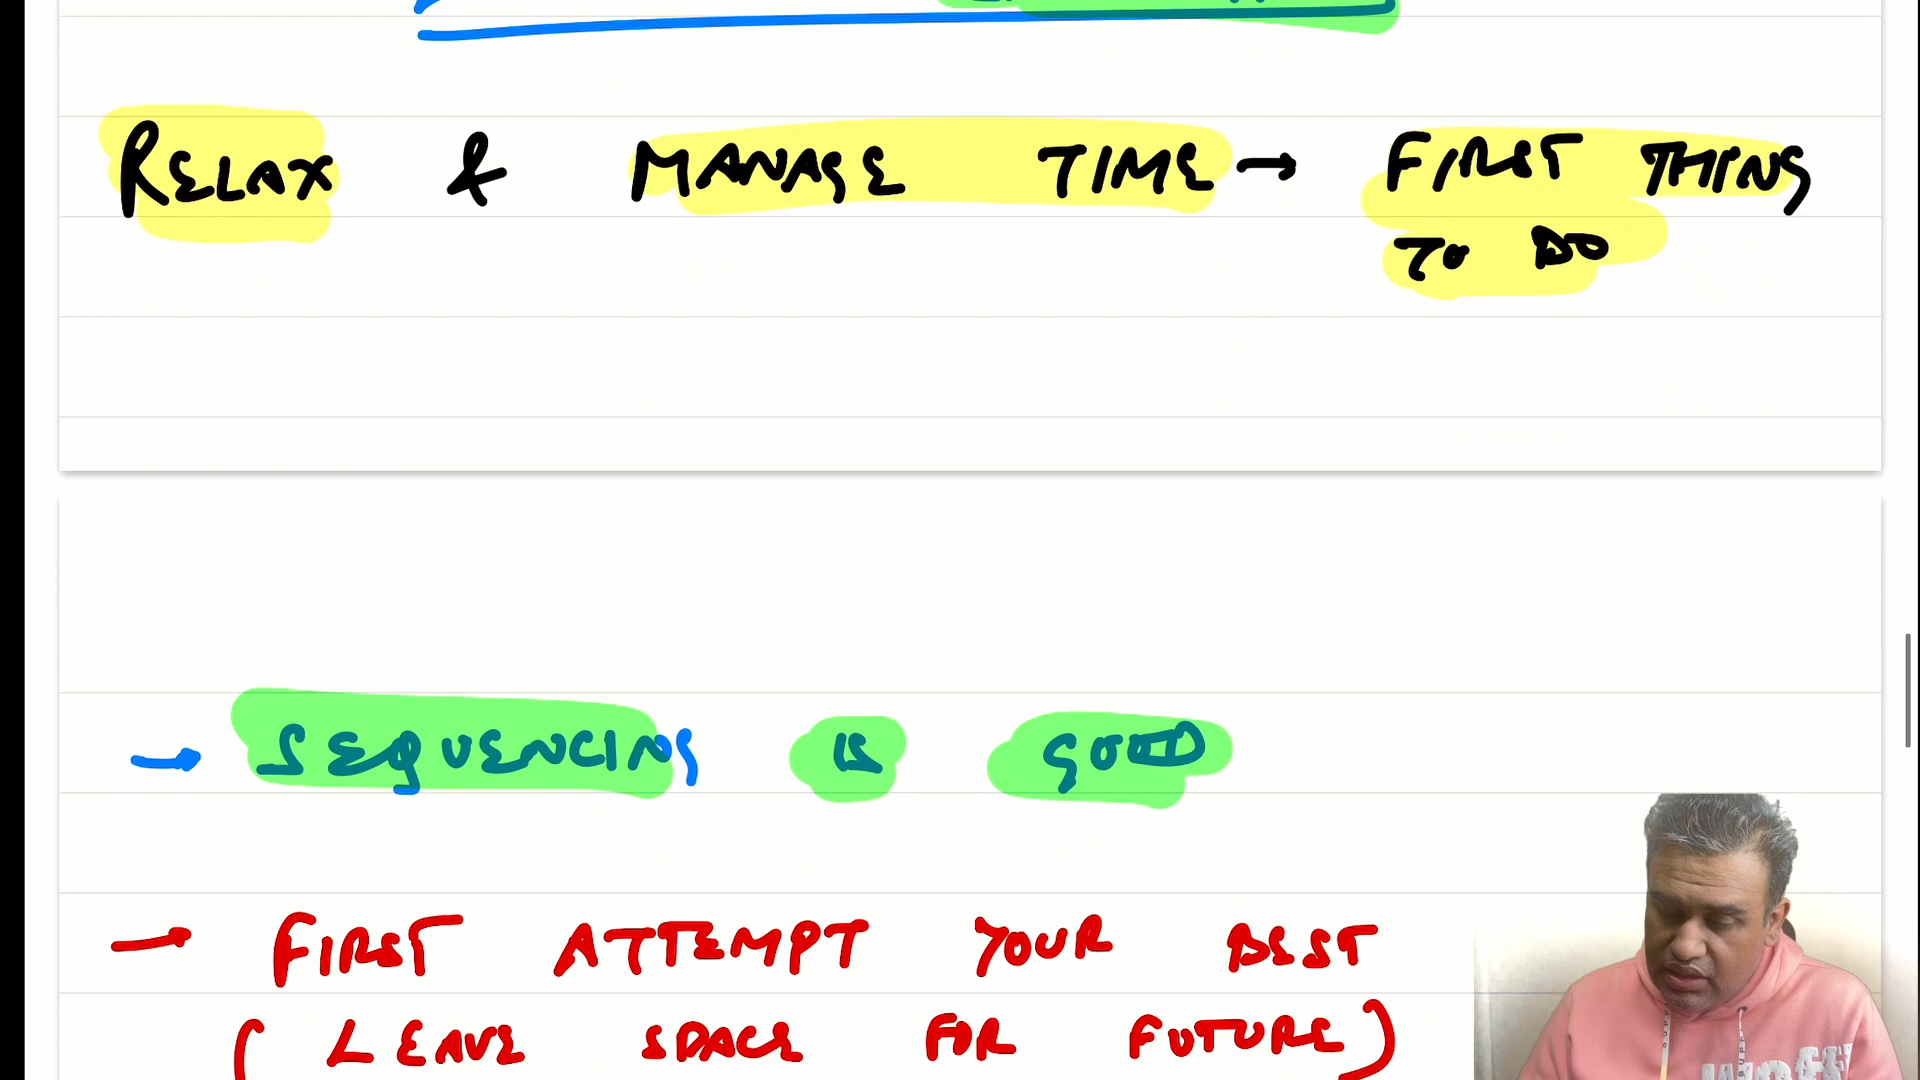 RELAX & MANAGE TIME → FIRST THING
TO DO
→ SEQUENCING IS GOOD
→ FIRST ATTEMPT YOUR BEST
( LEAVE SPACE FOR FUTURE )